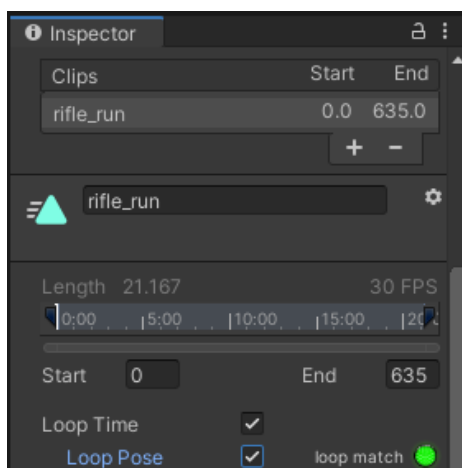 Inspector
Clips Start End
rifle_run 0.0 635.0
+ −
rifle_run
Length 21.167 30 FPS
0:00 5:00 10:00 15:00
Start 0 End 635
Loop Time
Loop Pose loop match